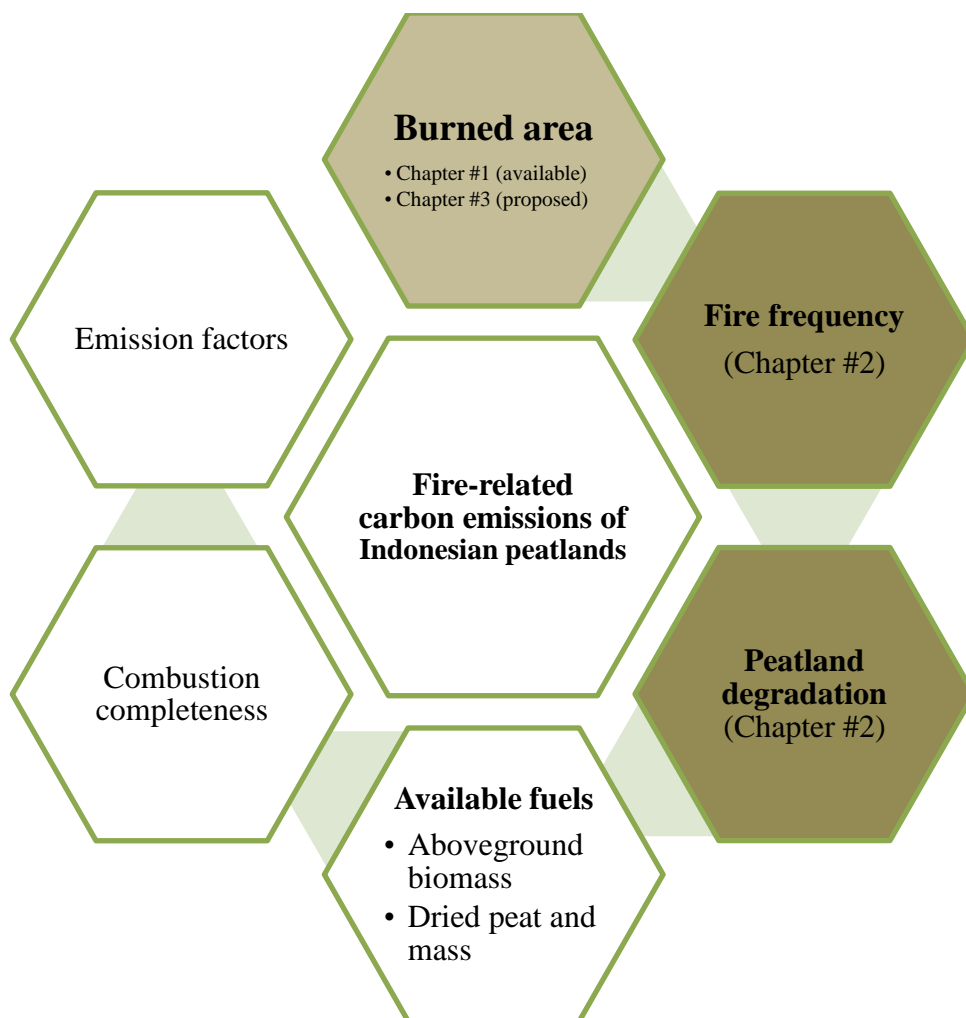 Burned area
• Chapter #1 (available)
• Chapter #3 (proposed)
Fire frequency
(Chapter #2)
Peatland
degradation
(Chapter #2)
Available fuels
• Aboveground
biomass
• Dried peat and
mass
Combustion
completeness
Emission factors
Fire-related
carbon emissions of
Indonesian peatlands